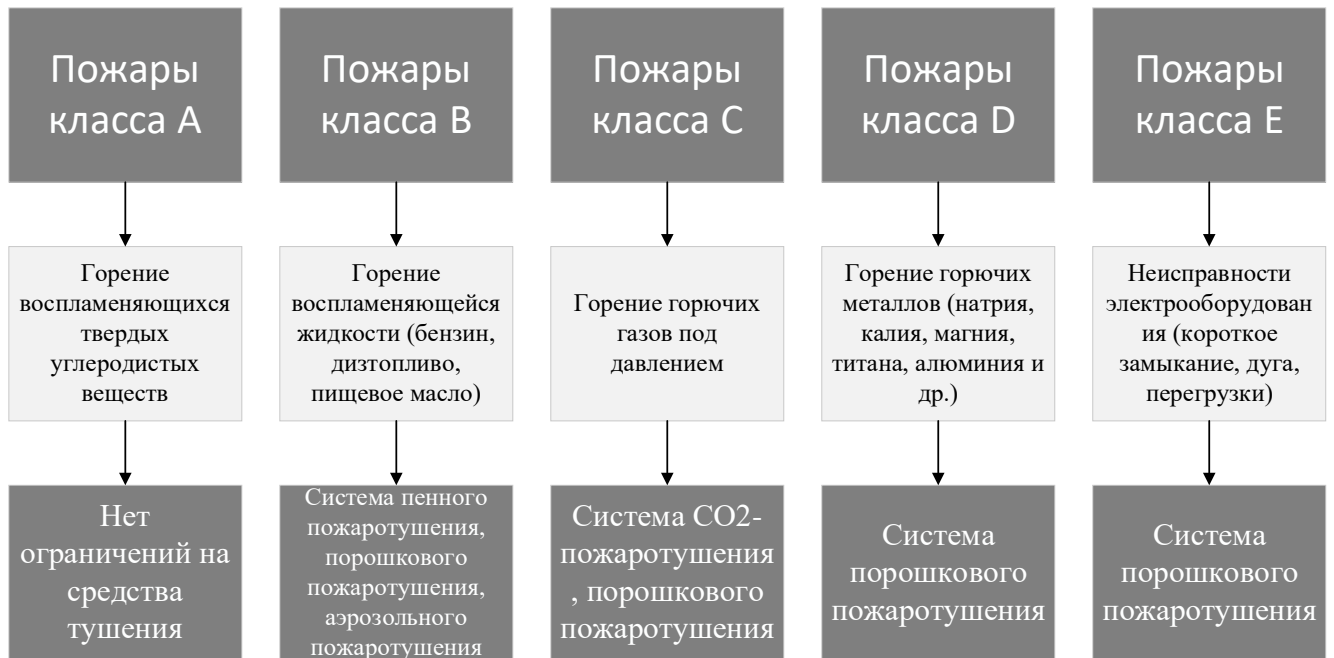 Пожары
класса A
Пожары
класса B
Пожары
класса C
Пожары
класса D
Пожары
класса E
Горение
воспламеняющихся
твердых
углеродистых
веществ
Горение
воспламеняющейся
жидкости (бензин,
дизтопливо,
пищевое масло)
Горение горючих
газов под
давлением
Горение горючих
металлов (натрия,
калия, магния,
титана, алюминия и
др.)
Неисправности
электрооборудован
ия (короткое
замыкание, дуга,
перегрузки)
Нет
ограничений на
средства
тушения
Система пенного
пожаротушения,
порошкового
пожаротушения,
аэрозольного
пожаротушения
Система CO2-
пожаротушения
, порошкового
пожаротушения
Система
порошкового
пожаротушения
Система
порошкового
пожаротушения